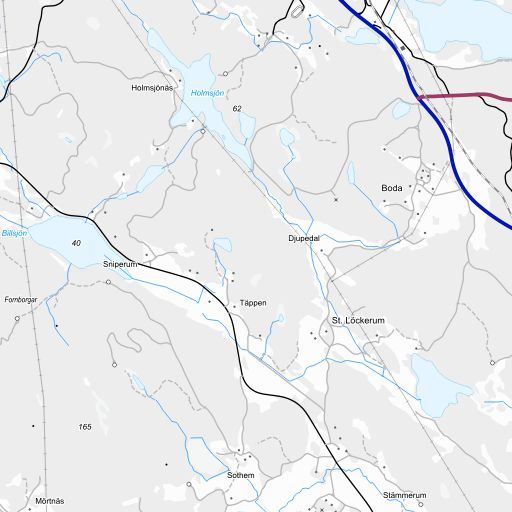 Holmsjönäs
Holmsjön
62
Boda
Billsjön
40
Djupedal
Sniperum
Fornborgar
Täppen
St. Löckerum
165
Sothem
Mörtnäs
Stämmerum